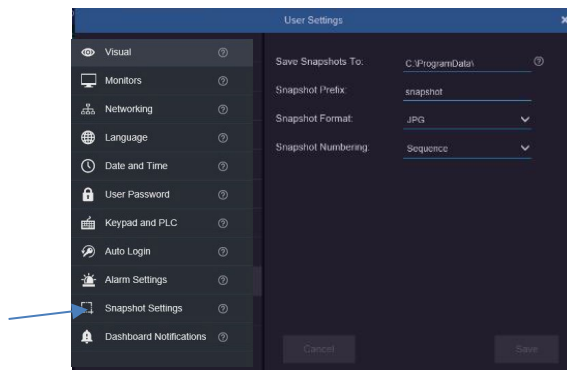 User Settings
Visual
Monitors
Networking
Language
Date and Time
User Password
Keypad and PLC
Auto Login
Alarm Settings
Snapshot Settings
Dashboard Notifications
Save Snapshots To: C:\ProgramData\
Snapshot Prefix: snapshot
Snapshot Format: JPG
Snapshot Numbering: Sequence
Cancel Save